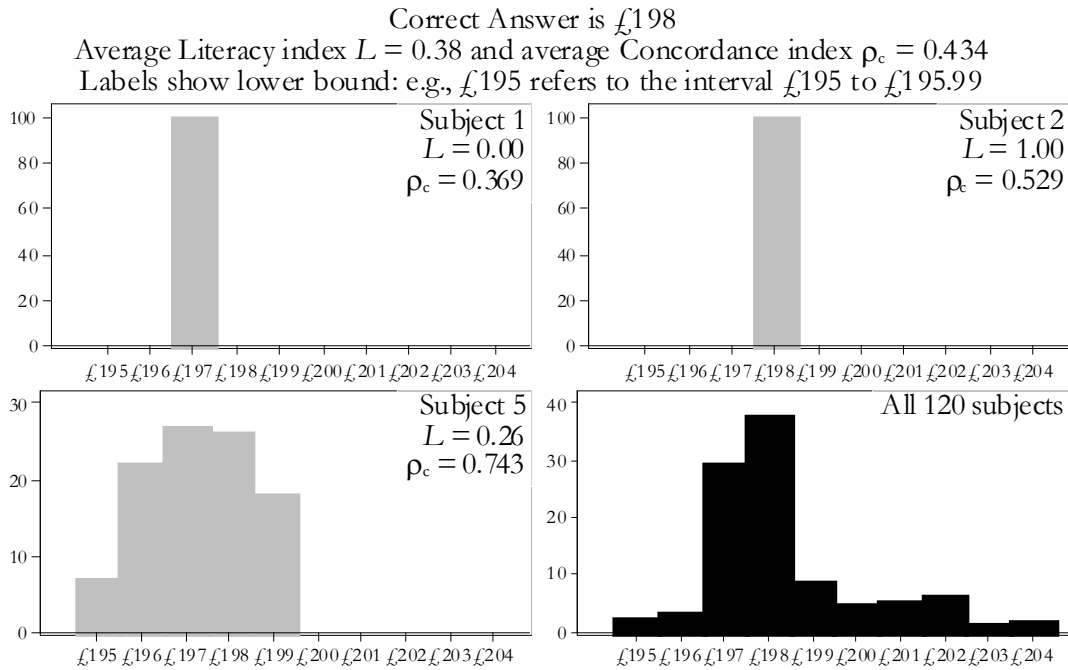 Correct Answer is £198
Average Literacy index L = 0.38 and average Concordance index ρc = 0.434
Labels show lower bound: e.g., £195 refers to the interval £195 to £195.99
Subject 1
L = 0.00
ρc = 0.369
100
80
60
40
20
0
£195 £196 £197 £198 £199 £200 £201 £202 £203 £204
Subject 2
L = 1.00
ρc = 0.529
100
80
60
40
20
0
£195 £196 £197 £198 £199 £200 £201 £202 £203 £204
Subject 5
L = 0.26
ρc = 0.743
30
20
10
0
£195 £196 £197 £198 £199 £200 £201 £202 £203 £204
All 120 subjects
40
30
20
10
0
£195 £196 £197 £198 £199 £200 £201 £202 £203 £204